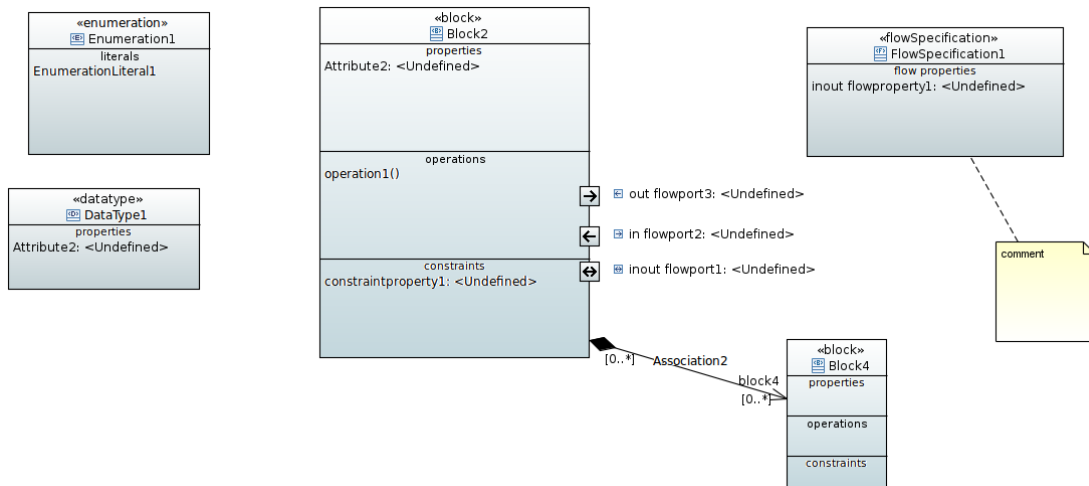 «enumeration»
Enumeration1
literals
EnumerationLiteral1
«datatype»
DataType1
properties
Attribute2: <Undefined>
«block»
Block2
properties
Attribute2: <Undefined>
operations
operation1()
constraints
constraintproperty1: <Undefined>
out flowport3: <Undefined>
in flowport2: <Undefined>
inout flowport1: <Undefined>
[0..*]
Association2
block4
[0..*]
«block»
Block4
properties
operations
constraints
«flowSpecification»
FlowSpecification1
flow properties
inout flowproperty1: <Undefined>
comment